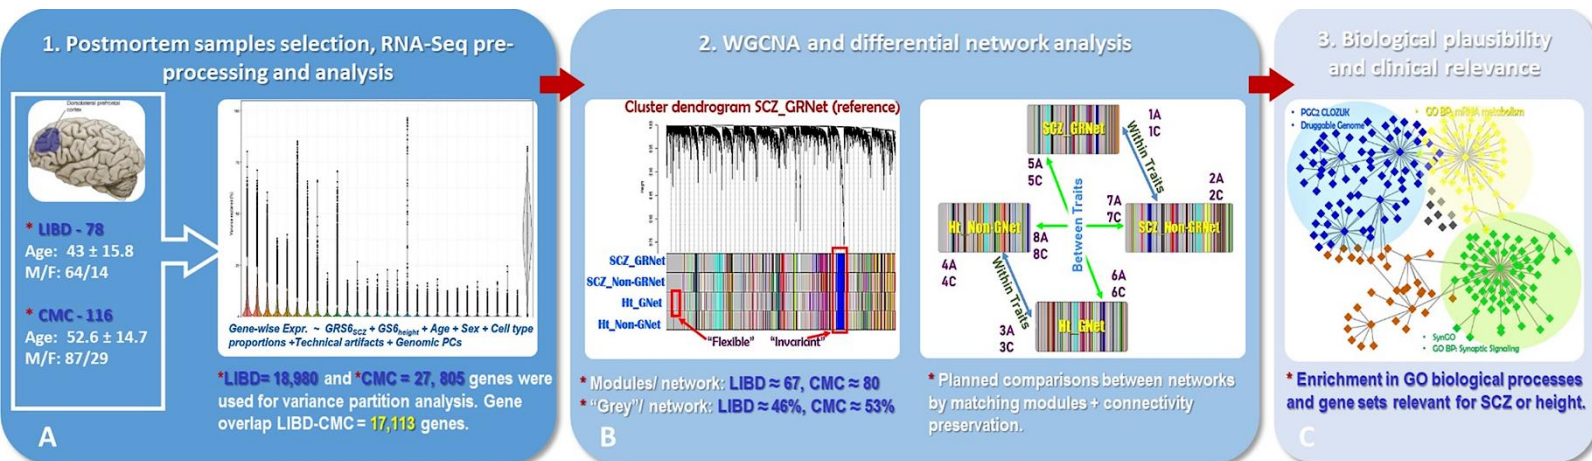 1. Postmortem samples selection, RNA-Seq pre-
processing and analysis
Dorsolateral prefrontal
cortex
* LIBD - 78
Age: 43 ± 15.8
M/F: 64/14
* CMC - 116
Age: 52.6 ± 14.7
M/F: 87/29
Gene-wise Expr. ~ GRS6SCZ + GS6height + Age + Sex + Cell type
proportions +Technical artifacts + Genomic PCs
*LIBD= 18,980 and *CMC = 27, 805 genes were
used for variance partition analysis. Gene
overlap LIBD-CMC = 17,113 genes.
A
2. WGCNA and differential network analysis
Cluster dendrogram SCZ_GRNet (reference)
SCZ_GRNet
SCZ_Non-GRNet
Ht_GNet
Ht_Non-GNet
"Flexible" "Invariant"
* Modules/ network: LIBD ≈ 67, CMC ≈ 80
* "Grey"/ network: LIBD ≈ 46%, CMC ≈ 53%
B
SCZ_GRNet
1A
1C
Within Traits
5A
5C
2A
2C
7A
7C
Ht_Non-GNet
SCZ_Non-GRNet
Between Traits
8A
8C
4A
4C
6A
6C
Within Traits
3A
3C
Ht_GNet
* Planned comparisons between networks
by matching modules + connectivity
preservation.
3. Biological plausibility
and clinical relevance
• PGC2 CLOZUK
• Druggable Genome
• GO BP: mRNA metabolism
• SynGO
• GO BP: Synaptic Signaling
* Enrichment in GO biological processes
and gene sets relevant for SCZ or height.
C